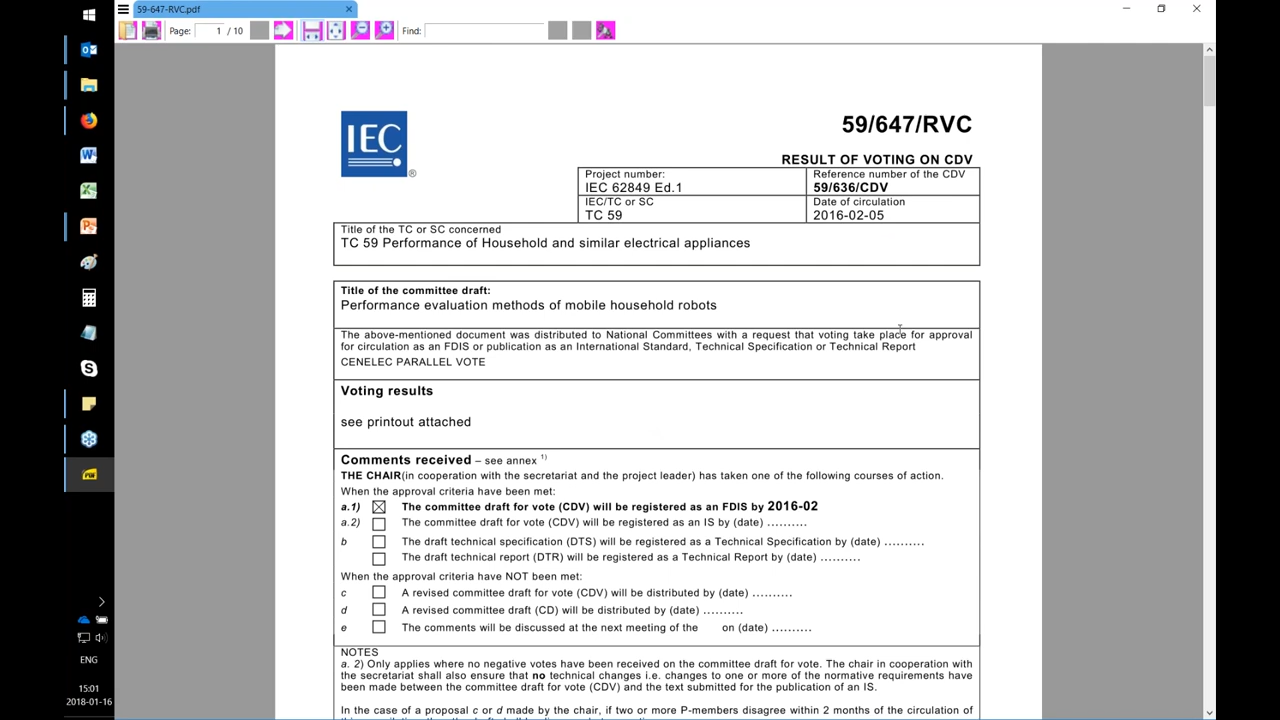 59-647-RVC.pdf
Page: 1 / 10 Find:
59/647/RVC
IEC
®
RESULT OF VOTING ON CDV
Project number:
IEC 62849 Ed.1
Reference number of the CDV
59/636/CDV
IEC/TC or SC
TC 59
Date of circulation
2016-02-05
Title of the TC or SC concerned
TC 59 Performance of Household and similar electrical appliances
Title of the committee draft:
Performance evaluation methods of mobile household robots
The above-mentioned document was distributed to National Committees with a request that voting take place for approval
for circulation as an FDIS or publication as an International Standard, Technical Specification or Technical Report
CENELEC PARALLEL VOTE
Voting results
see printout attached
Comments received – see annex 1)
THE CHAIR(in cooperation with the secretariat and the project leader) has taken one of the following courses of action.
When the approval criteria have been met:
a.1) The committee draft for vote (CDV) will be registered as an FDIS by 2016-02
a.2) The committee draft for vote (CDV) will be registered as an IS by (date) ..........
b The draft technical specification (DTS) will be registered as a Technical Specification by (date) ..........
The draft technical report (DTR) will be registered as a Technical Report by (date) ..........
When the approval criteria have NOT been met:
c A revised committee draft for vote (CDV) will be distributed by (date) ..........
d A revised committee draft (CD) will be distributed by (date) ..........
e The comments will be discussed at the next meeting of the on (date) ..........
NOTES
a. 2) Only applies where no negative votes have been received on the committee draft for vote. The chair in cooperation with
the secretariat shall also ensure that no technical changes i.e. changes to one or more of the normative requirements have
been made between the committee draft for vote (CDV) and the text submitted for the publication of an IS.
In the case of a proposal c or d made by the chair, if two or more P-members disagree within 2 months of the circulation of
ENG
15:01
2018-01-16